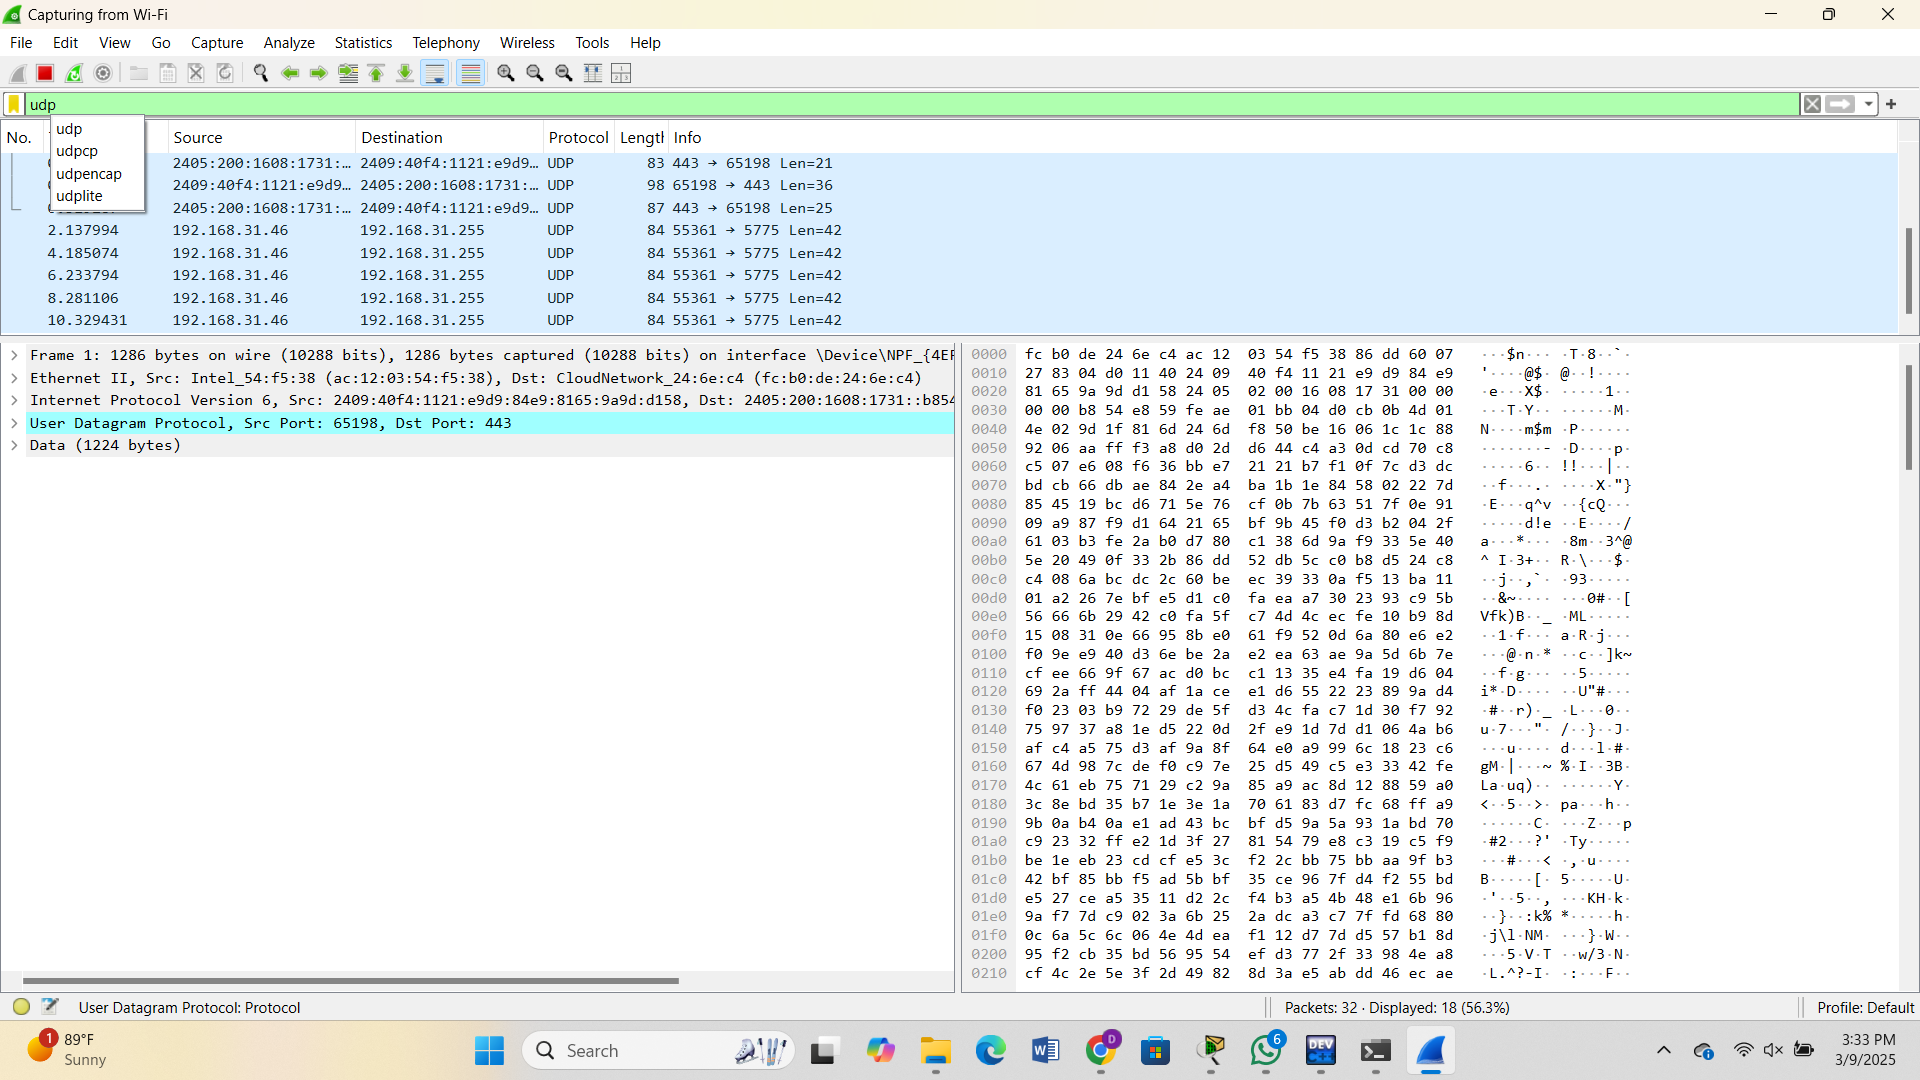 Capturing from Wi-Fi
File Edit View Go Capture Analyze Statistics Telephony Wireless Tools Help
udp
udp
udpcp
udpencap
udplite
No. Source Destination Protocol Length Info
2405:200:1608:1731:… 2409:40f4:1121:e9d9… UDP 83 443 → 65198 Len=21
2409:40f4:1121:e9d9… 2405:200:1608:1731:… UDP 98 65198 → 443 Len=36
2405:200:1608:1731:… 2409:40f4:1121:e9d9… UDP 87 443 → 65198 Len=25
2.137994 192.168.31.46 192.168.31.255 UDP 84 55361 → 5775 Len=42
4.185074 192.168.31.46 192.168.31.255 UDP 84 55361 → 5775 Len=42
6.233794 192.168.31.46 192.168.31.255 UDP 84 55361 → 5775 Len=42
8.281106 192.168.31.46 192.168.31.255 UDP 84 55361 → 5775 Len=42
10.329431 192.168.31.46 192.168.31.255 UDP 84 55361 → 5775 Len=42
Frame 1: 1286 bytes on wire (10288 bits), 1286 bytes captured (10288 bits) on interface \Device\NPF_{4EF
Ethernet II, Src: Intel_54:f5:38 (ac:12:03:54:f5:38), Dst: CloudNetwork_24:6e:c4 (fc:b0:de:24:6e:c4)
Internet Protocol Version 6, Src: 2409:40f4:1121:e9d9:84e9:8165:9a9d:d158, Dst: 2405:200:1608:1731::b854
User Datagram Protocol, Src Port: 65198, Dst Port: 443
Data (1224 bytes)
0000 fc b0 de 24 6e c4 ac 12 03 54 f5 38 86 dd 60 07
0010 27 83 04 d0 11 40 24 09 40 f4 11 21 e9 d9 84 e9
0020 81 65 9a 9d d1 58 24 05 02 00 16 08 17 31 00 00
0030 00 00 b8 54 e8 59 fe ae 01 bb 04 d0 cb 0b 4d 01
0040 4e 02 9d 1f 81 6d 24 6d f8 50 be 16 06 1c 1c 88
0050 92 06 aa ff f3 a8 d0 2d d6 44 c4 a3 0d cd 70 c8
0060 c5 07 e6 08 f6 36 bb e7 21 21 b7 f1 0f 7c d3 dc
0070 bd cb 66 db ae 84 2e a4 ba 1b 1e 84 58 02 22 7d
0080 85 45 19 bc d6 71 5e 76 cf 0b 7b 63 51 7f 0e 91
0090 09 a9 87 f9 d1 64 21 65 bf 9b 45 f0 d3 b2 04 2f
00a0 61 03 b3 fe 2a b0 d7 80 c1 38 6d 9a f9 33 5e 40
00b0 5e 20 49 0f 33 2b 86 dd 52 db 5c c0 b8 d5 24 c8
00c0 c4 08 6a bc dc 2c 60 be ec 39 33 0a f5 13 ba 11
00d0 01 a2 26 7e bf e5 d1 c0 fa ea a7 30 23 93 c9 5b
00e0 56 66 6b 29 42 c0 fa 5f c7 4d 4c ec fe 10 b9 8d
00f0 15 08 31 0e 66 95 8b e0 61 f9 52 0d 6a 80 e6 e2
0100 f0 9e e9 40 d3 6e be 2a e2 ea 63 ae 9a 5d 6b 7e
0110 cf ee 66 9f 67 ac d0 bc c1 13 35 e4 fa 19 d6 04
0120 69 2a ff 44 04 af 1a ce e1 d6 55 22 23 89 9a d4
0130 f0 23 03 b9 72 29 de 5f d3 4c fa c7 1d 30 f7 92
0140 75 97 37 a8 1e d5 22 0d 2f e9 1d 7d d1 06 4a b6
0150 af c4 a5 75 d3 af 9a 8f 64 e0 a9 99 6c 18 23 c6
0160 67 4d 98 7c de f0 c9 7e 25 d5 49 c5 e3 33 42 fe
0170 4c 61 eb 75 71 29 c2 9a 85 a9 ac 8d 12 88 59 a0
0180 3c 8e bd 35 b7 1e 3e 1a 70 61 83 d7 fc 68 ff a9
0190 9b 0a b4 0a e1 ad 43 bc bf d5 9a 5a 93 1a bd 70
01a0 c9 23 32 ff e2 1d 3f 27 81 54 79 e8 c3 19 c5 f9
01b0 be 1e eb 23 cd cf e5 3c f2 2c bb 75 bb aa 9f b3
01c0 42 bf 85 bb f5 ad 5b bf 35 ce 96 7f d4 f2 55 bd
01d0 e5 27 ce a5 35 11 d2 2c f4 b3 a5 4b 48 e1 6b 96
01e0 9a f7 7d c9 02 3a 6b 25 2a dc a3 c7 7f fd 68 80
01f0 0c 6a 5c 6c 06 4e 4d ea f1 12 d7 7d d5 57 b1 8d
0200 95 f2 cb 35 bd 56 95 54 ef d3 77 2f 33 98 4e a8
0210 cf 4c 2e 5e 3f 2d 49 82 8d 3a e5 ab dd 46 ec ae
User Datagram Protocol: Protocol
Packets: 32 · Displayed: 18 (56.3%)
Profile: Default
1
89°F
Sunny
Search
D
6
DEV
3:33 PM
3/9/2025